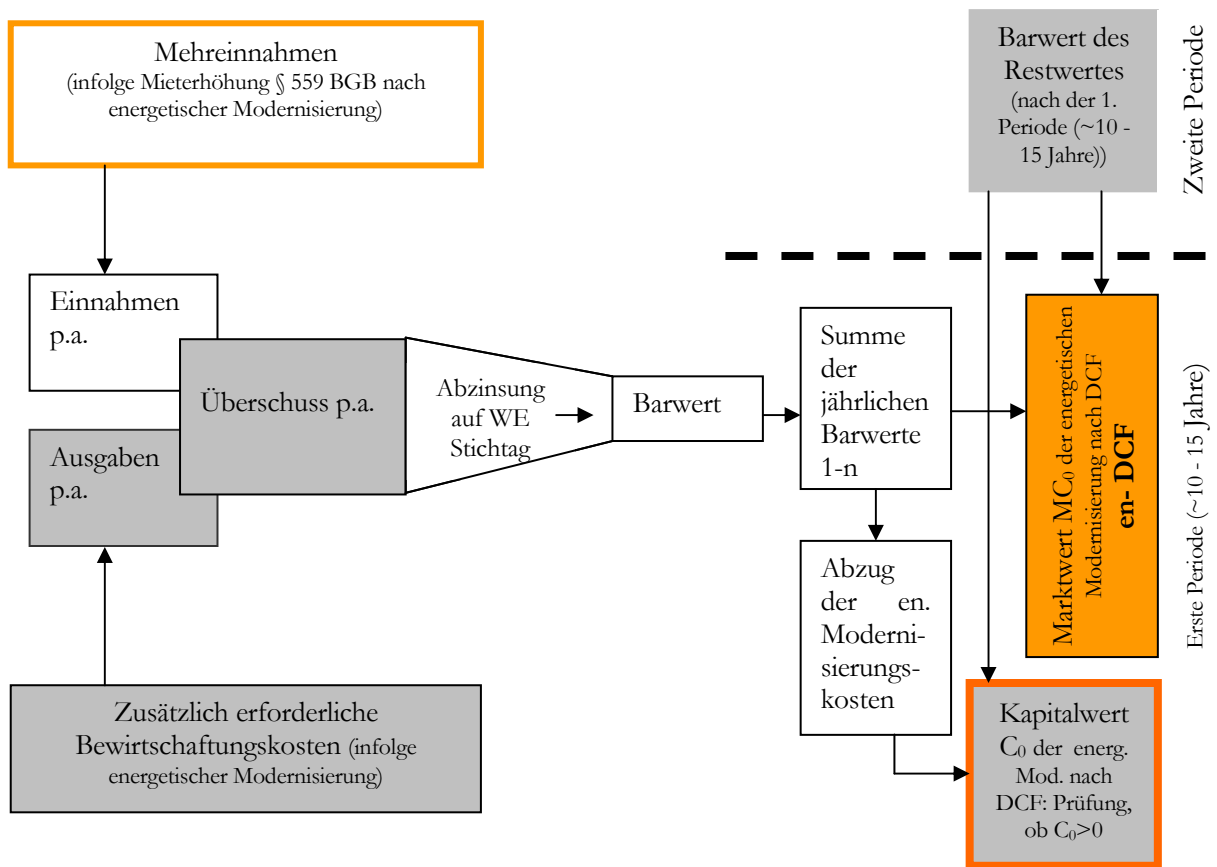 Mehreinnahmen
(infolge Mieterhöhung § 559 BGB nach
energetischer Modernisierung)
Barwert des
Restwertes
(nach der 1.
Periode (~10 -
15 Jahre))
Zweite Periode
Einnahmen
p.a.
Überschuss p.a.
Ausgaben
p.a.
Abzinsung
auf WE
Stichtag
Barwert
Summe
der
jährlichen
Barwerte
1-n
Marktwert MC₀ der energetischen
Modernisierung nach DCF
en- DCF
Erste Periode (~10 - 15 Jahre)
Abzug
der en.
Moderni-
sierungs-
kosten
Zusätzlich erforderliche
Bewirtschaftungskosten (infolge
energetischer Modernisierung)
Kapitalwert
C₀ der energ.
Mod. nach
DCF: Prüfung,
ob C₀>0